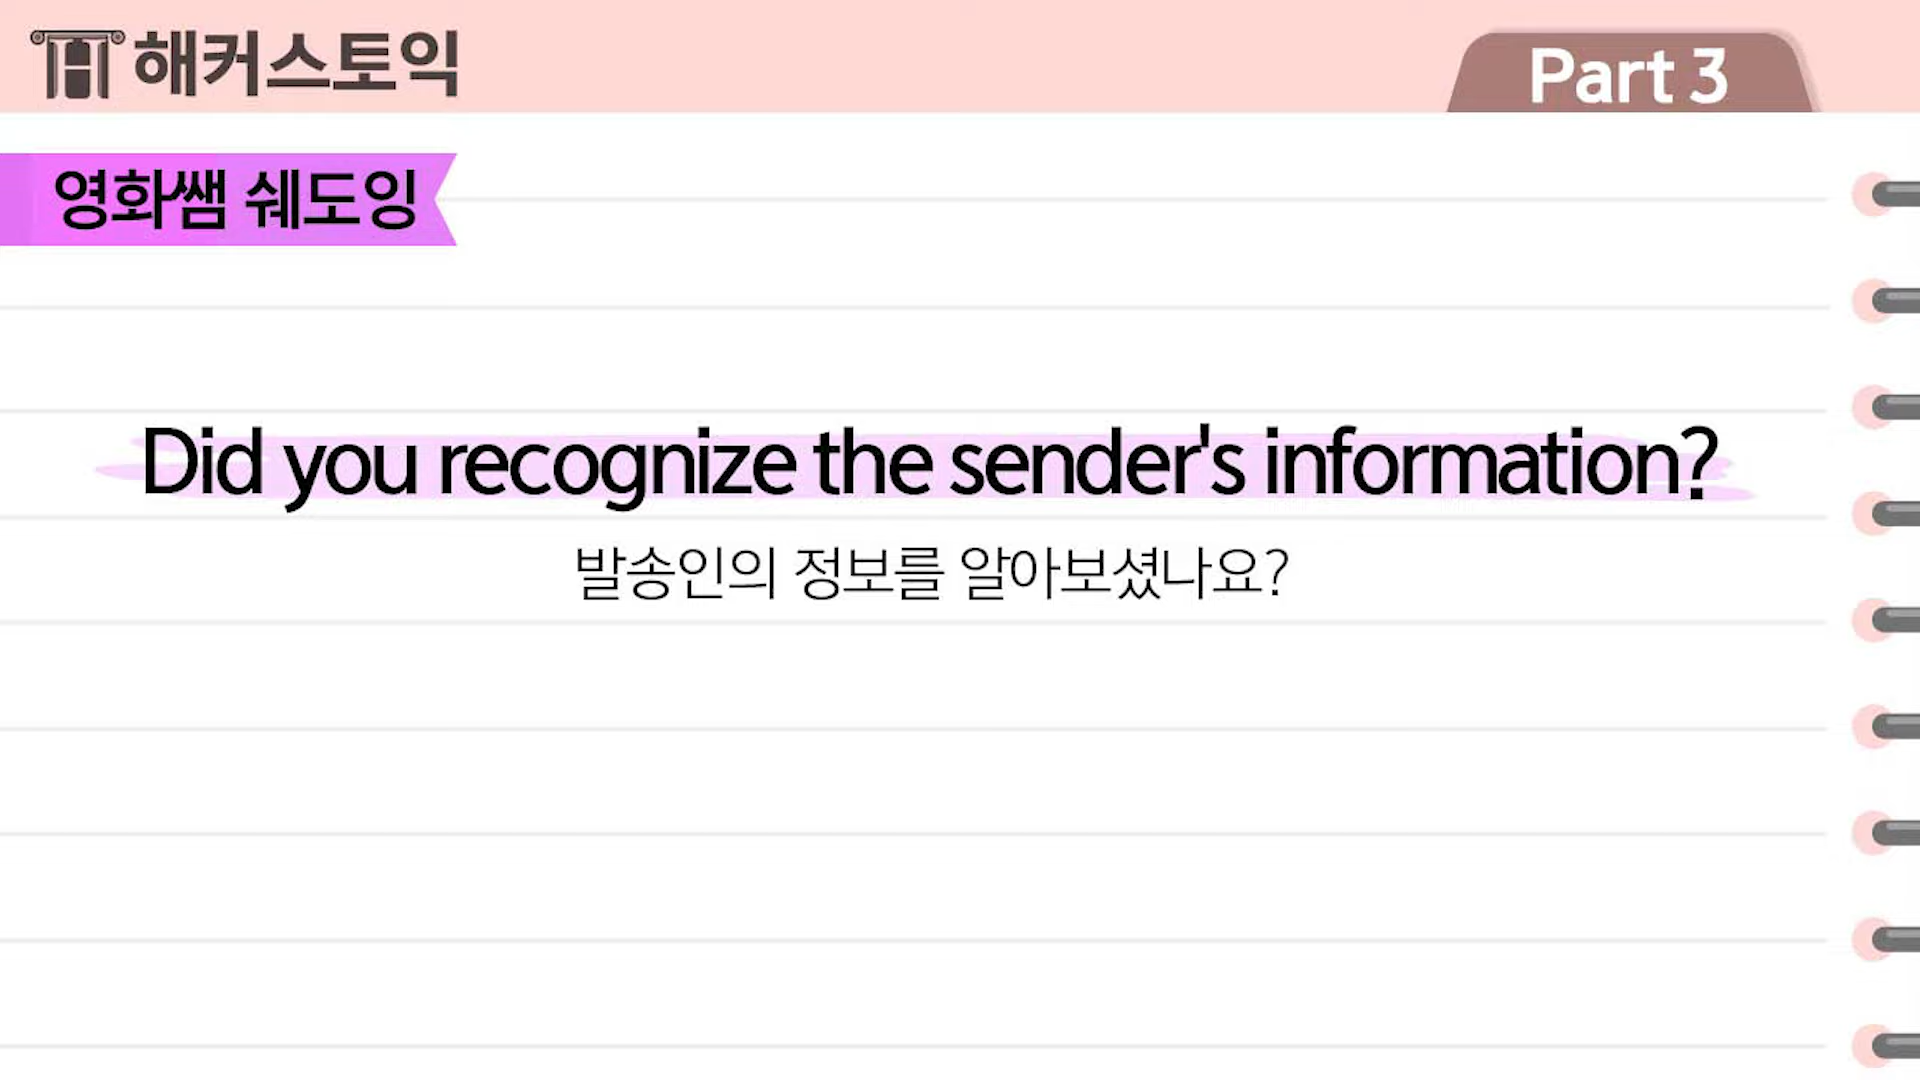 해커스토익
Part 3
영화쌤 쉐도잉
Did you recognize the sender's information?
발송인의 정보를 알아보셨나요?